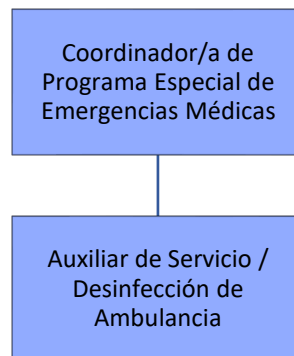 Coordinador/a de
Programa Especial de
Emergencias Médicas
Auxiliar de Servicio /
Desinfección de
Ambulancia